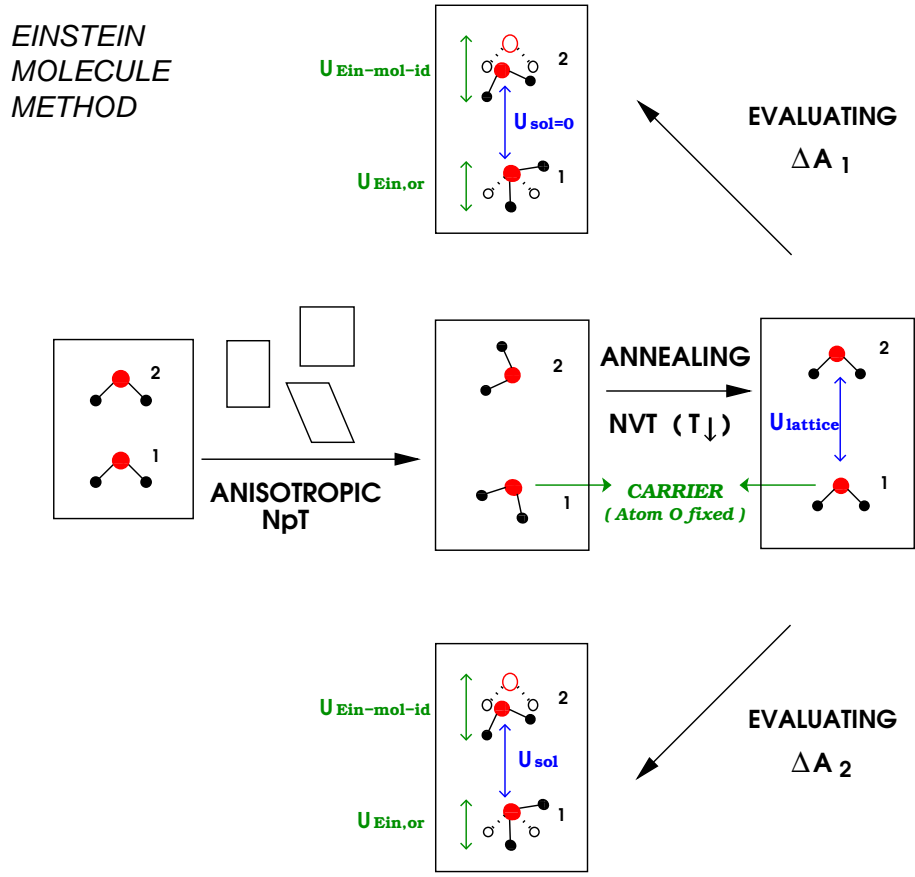 EINSTEIN
MOLECULE
METHOD
U Ein-mol-id
2
U sol=0
U Ein,or
1
EVALUATING
ΔA 1
2
1
ANISOTROPIC
NpT
2
1
ANNEALING
NVT ( T↓ )
CARRIER
( Atom O fixed )
2
U lattice
1
U Ein-mol-id
2
U sol
U Ein,or
1
EVALUATING
ΔA 2